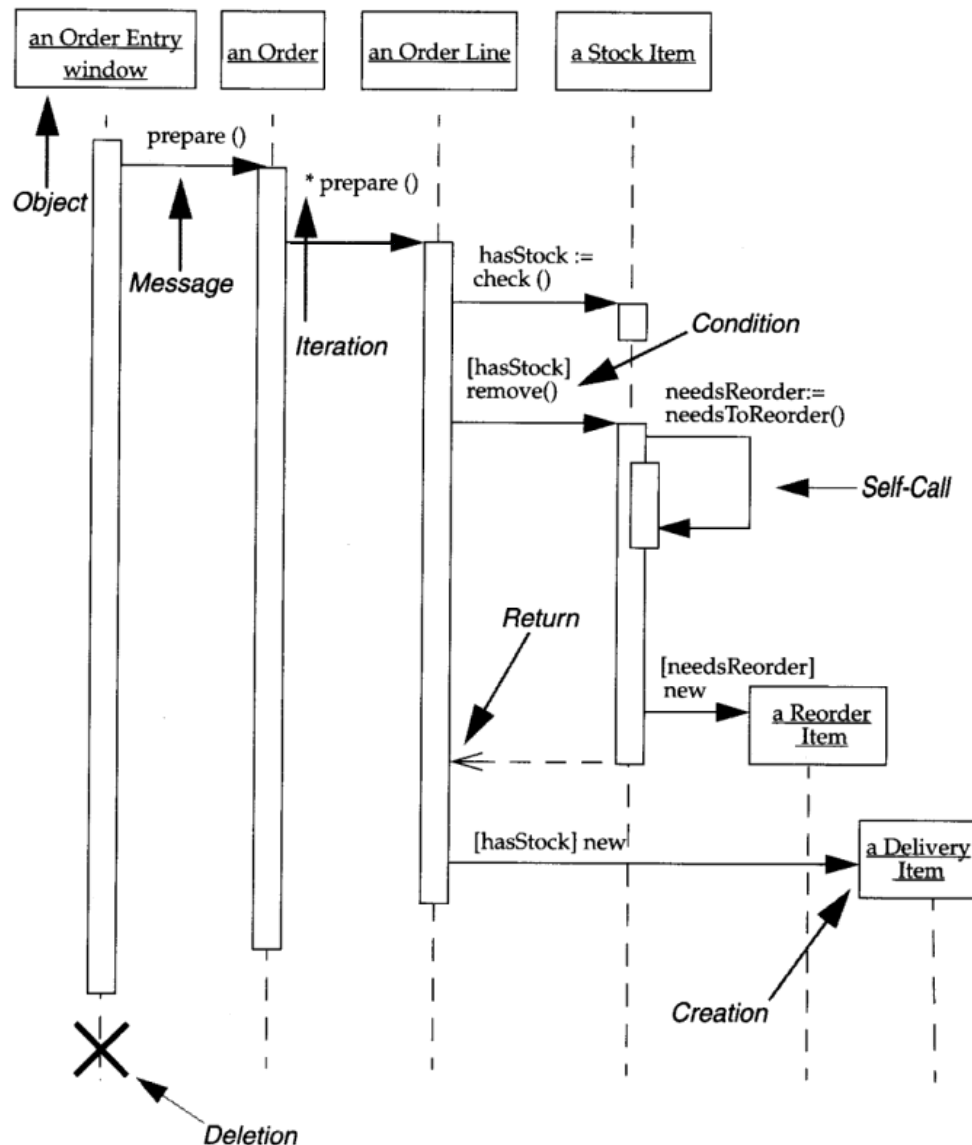 an Order Entry
window
an Order
an Order Line
a Stock Item
prepare ()
Object
* prepare ()
Message
hasStock :=
check ()
Iteration
Condition
[hasStock]
remove()
needsReorder:=
needsToReorder()
Self-Call
Return
[needsReorder]
new
a Reorder
Item
[hasStock] new
a Delivery
Item
Creation
Deletion